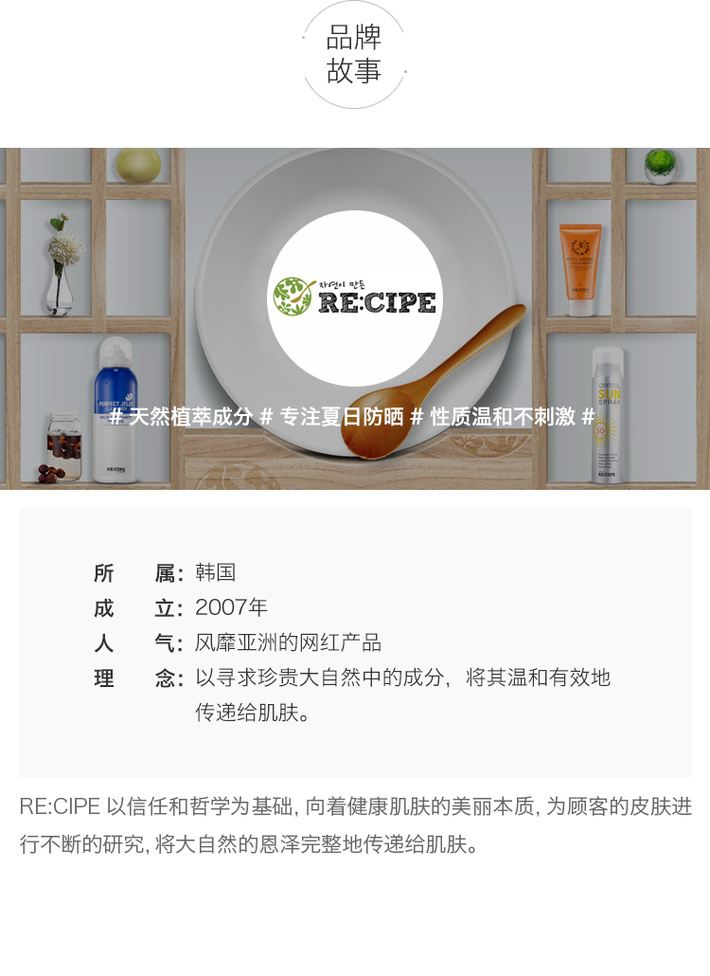 品牌
故事
자연이 만든
RE:CIPE
PERFECT JELLY
RE:CIPE
RE:CIPE
CRYSTAL
SUN
SPRAY
50+
RE:CIPE
# 天然植萃成分 # 专注夏日防晒 # 性质温和不刺激 #
所 属：韩国
成 立：2007年
人 气：风靡亚洲的网红产品
理 念：以寻求珍贵大自然中的成分，将其温和有效地
传递给肌肤。
RE:CIPE 以信任和哲学为基础, 向着健康肌肤的美丽本质, 为顾客的皮肤进
行不断的研究, 将大自然的恩泽完整地传递给肌肤。